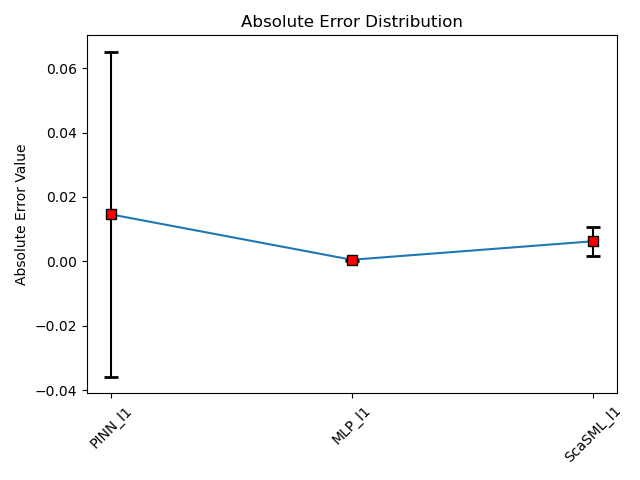 Absolute Error Distribution
Absolute Error Value
0.06
0.04
0.02
0.00
−0.02
−0.04
PINN_l1
MLP_l1
ScaSML_l1